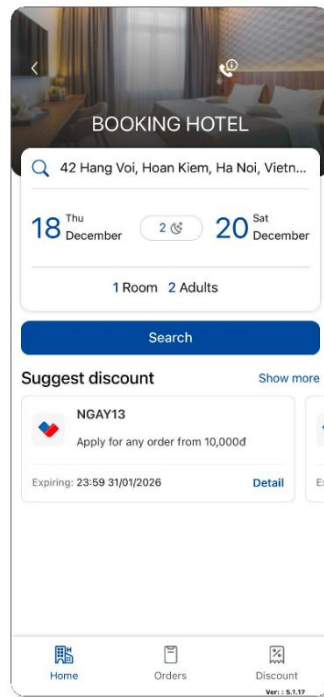 BOOKING HOTEL
42 Hang Voi, Hoan Kiem, Ha Noi, Vietn...
18 Thu December 2 20 Sat December
1 Room 2 Adults
Search
Suggest discount Show more
NGAY13
Apply for any order from 10,000đ
Expiring: 23:59 31/01/2026 Detail
Home Orders Discount
Ver: : 5.1.17